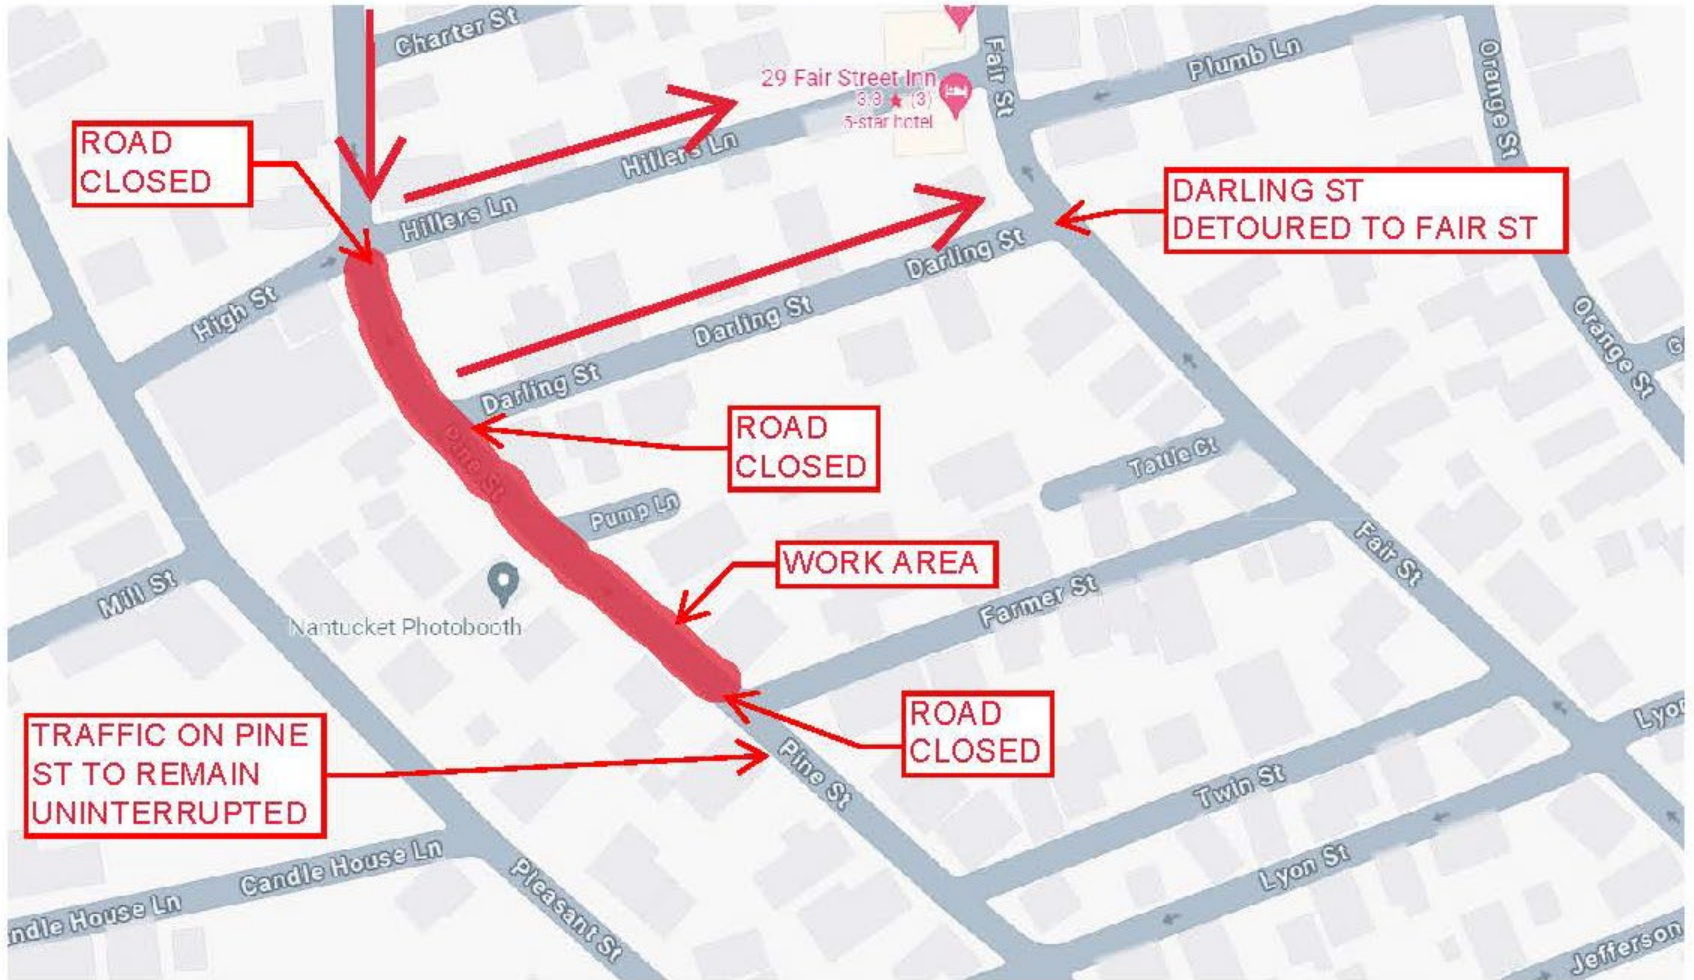 Charter St
Fair St
Plumb Ln
Orange St
29 Fair Street Inn
3.8 ★ (3)
5-star hotel
ROAD
CLOSED
Hillers Ln
Hillers Ln
DARLING ST
DETOURED TO FAIR ST
High St
Darling St
Darling St
Darling St
Orange St
G
Pine St
ROAD
CLOSED
Tattle Ct
Pump Ln
WORK AREA
Fair St
Mill St
Farmer St
Nantucket Photobooth
TRAFFIC ON PINE
ST TO REMAIN
UNINTERRUPTED
ROAD
CLOSED
Lyon
Pine St
Twin St
Candle House Ln
Lyon St
Pleasant St
ndle House Ln
Jefferson